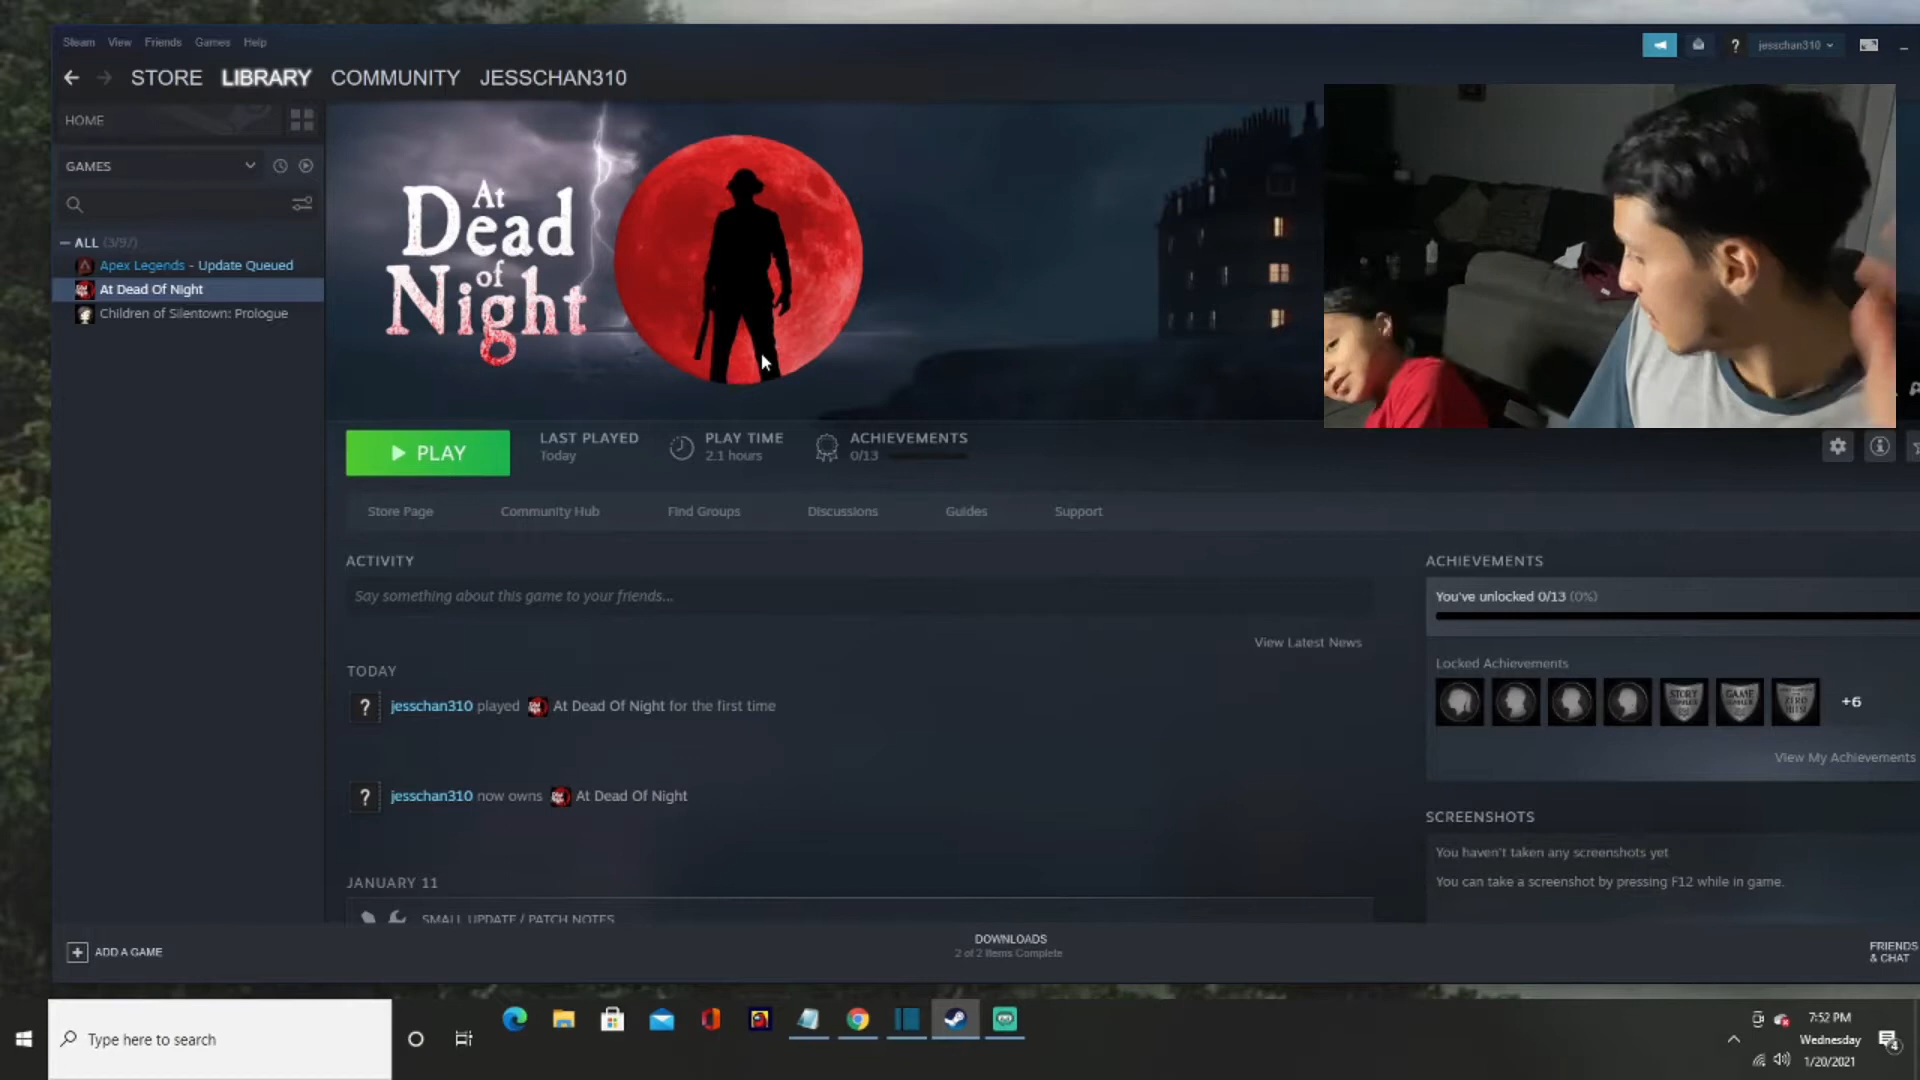 Steam View Friends Games Help
jesschan310
STORE LIBRARY COMMUNITY JESSCHAN310
HOME
GAMES
ALL
Apex Legends - Update Queued
At Dead Of Night
Children of Silentown: Prologue
At
Dead
of
Night
PLAY
LAST PLAYED
Today
PLAY TIME
2.1 hours
ACHIEVEMENTS
0/13
Store Page Community Hub Find Groups Discussions Guides Support
ACTIVITY
Say something about this game to your friends...
View Latest News
TODAY
jesschan310 played At Dead Of Night for the first time
jesschan310 now owns At Dead Of Night
JANUARY 11
SMALL UPDATE / PATCH NOTES
ACHIEVEMENTS
You've unlocked 0/13 (0%)
Locked Achievements
STORY
GAME
ZERO
+6
View My Achievements
SCREENSHOTS
You haven't taken any screenshots yet
You can take a screenshot by pressing F12 while in game.
ADD A GAME
DOWNLOADS
2 of 2 Items Complete
FRIENDS
& CHAT
Type here to search
7:52 PM
Wednesday
1/20/2021
4